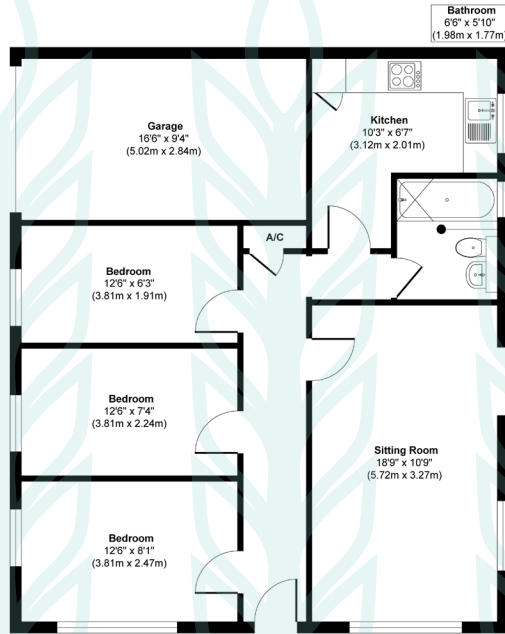 Bathroom
6'6" x 5'10"
(1.98m x 1.77m)
Garage
16'6" x 9'4"
(5.02m x 2.84m)
Kitchen
10'3" x 6'7"
(3.12m x 2.01m)
A/C
Bedroom
12'6" x 6'3"
(3.81m x 1.91m)
Bedroom
12'6" x 7'4"
(3.81m x 2.24m)
Sitting Room
18'9" x 10'9"
(5.72m x 3.27m)
Bedroom
12'6" x 8'1"
(3.81m x 2.47m)